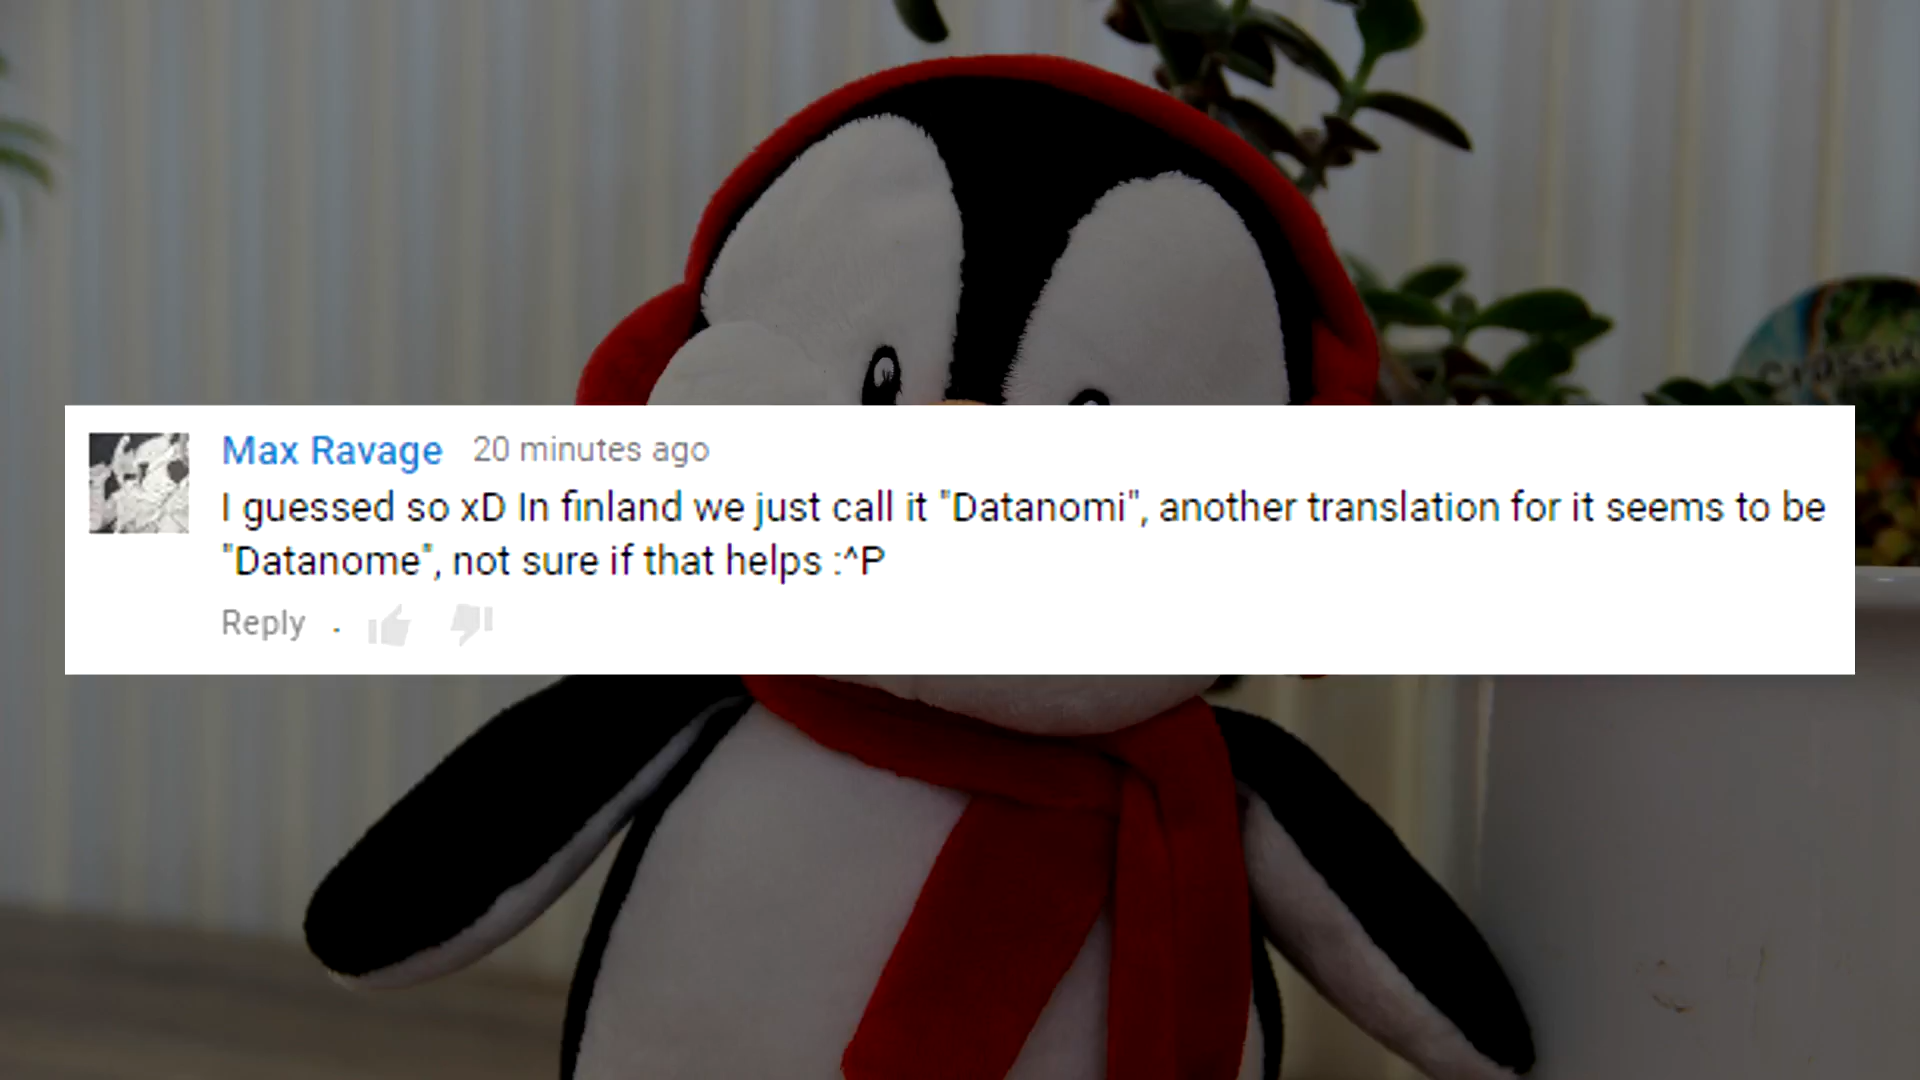 Max Ravage 20 minutes ago
I guessed so xD In finland we just call it "Datanomi", another translation for it seems to be
"Datanome", not sure if that helps :^P
Reply .